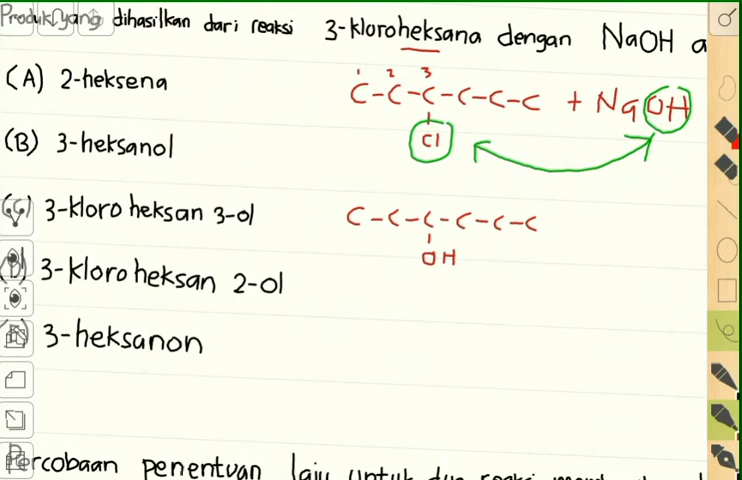 Produk yang dihasilkan dari reaksi 3-kloroheksana dengan NaOH a
(A) 2-heksena
(B) 3-heksanol
(C) 3-kloro heksan 3-ol
(D) 3-kloro heksan 2-ol
3-heksanon
1 2 3
C-C-C-C-C-C + NaOH
Cl
C-C-C-C-C-C
OH
Percobaan penentuan laju untuk dua reaksi